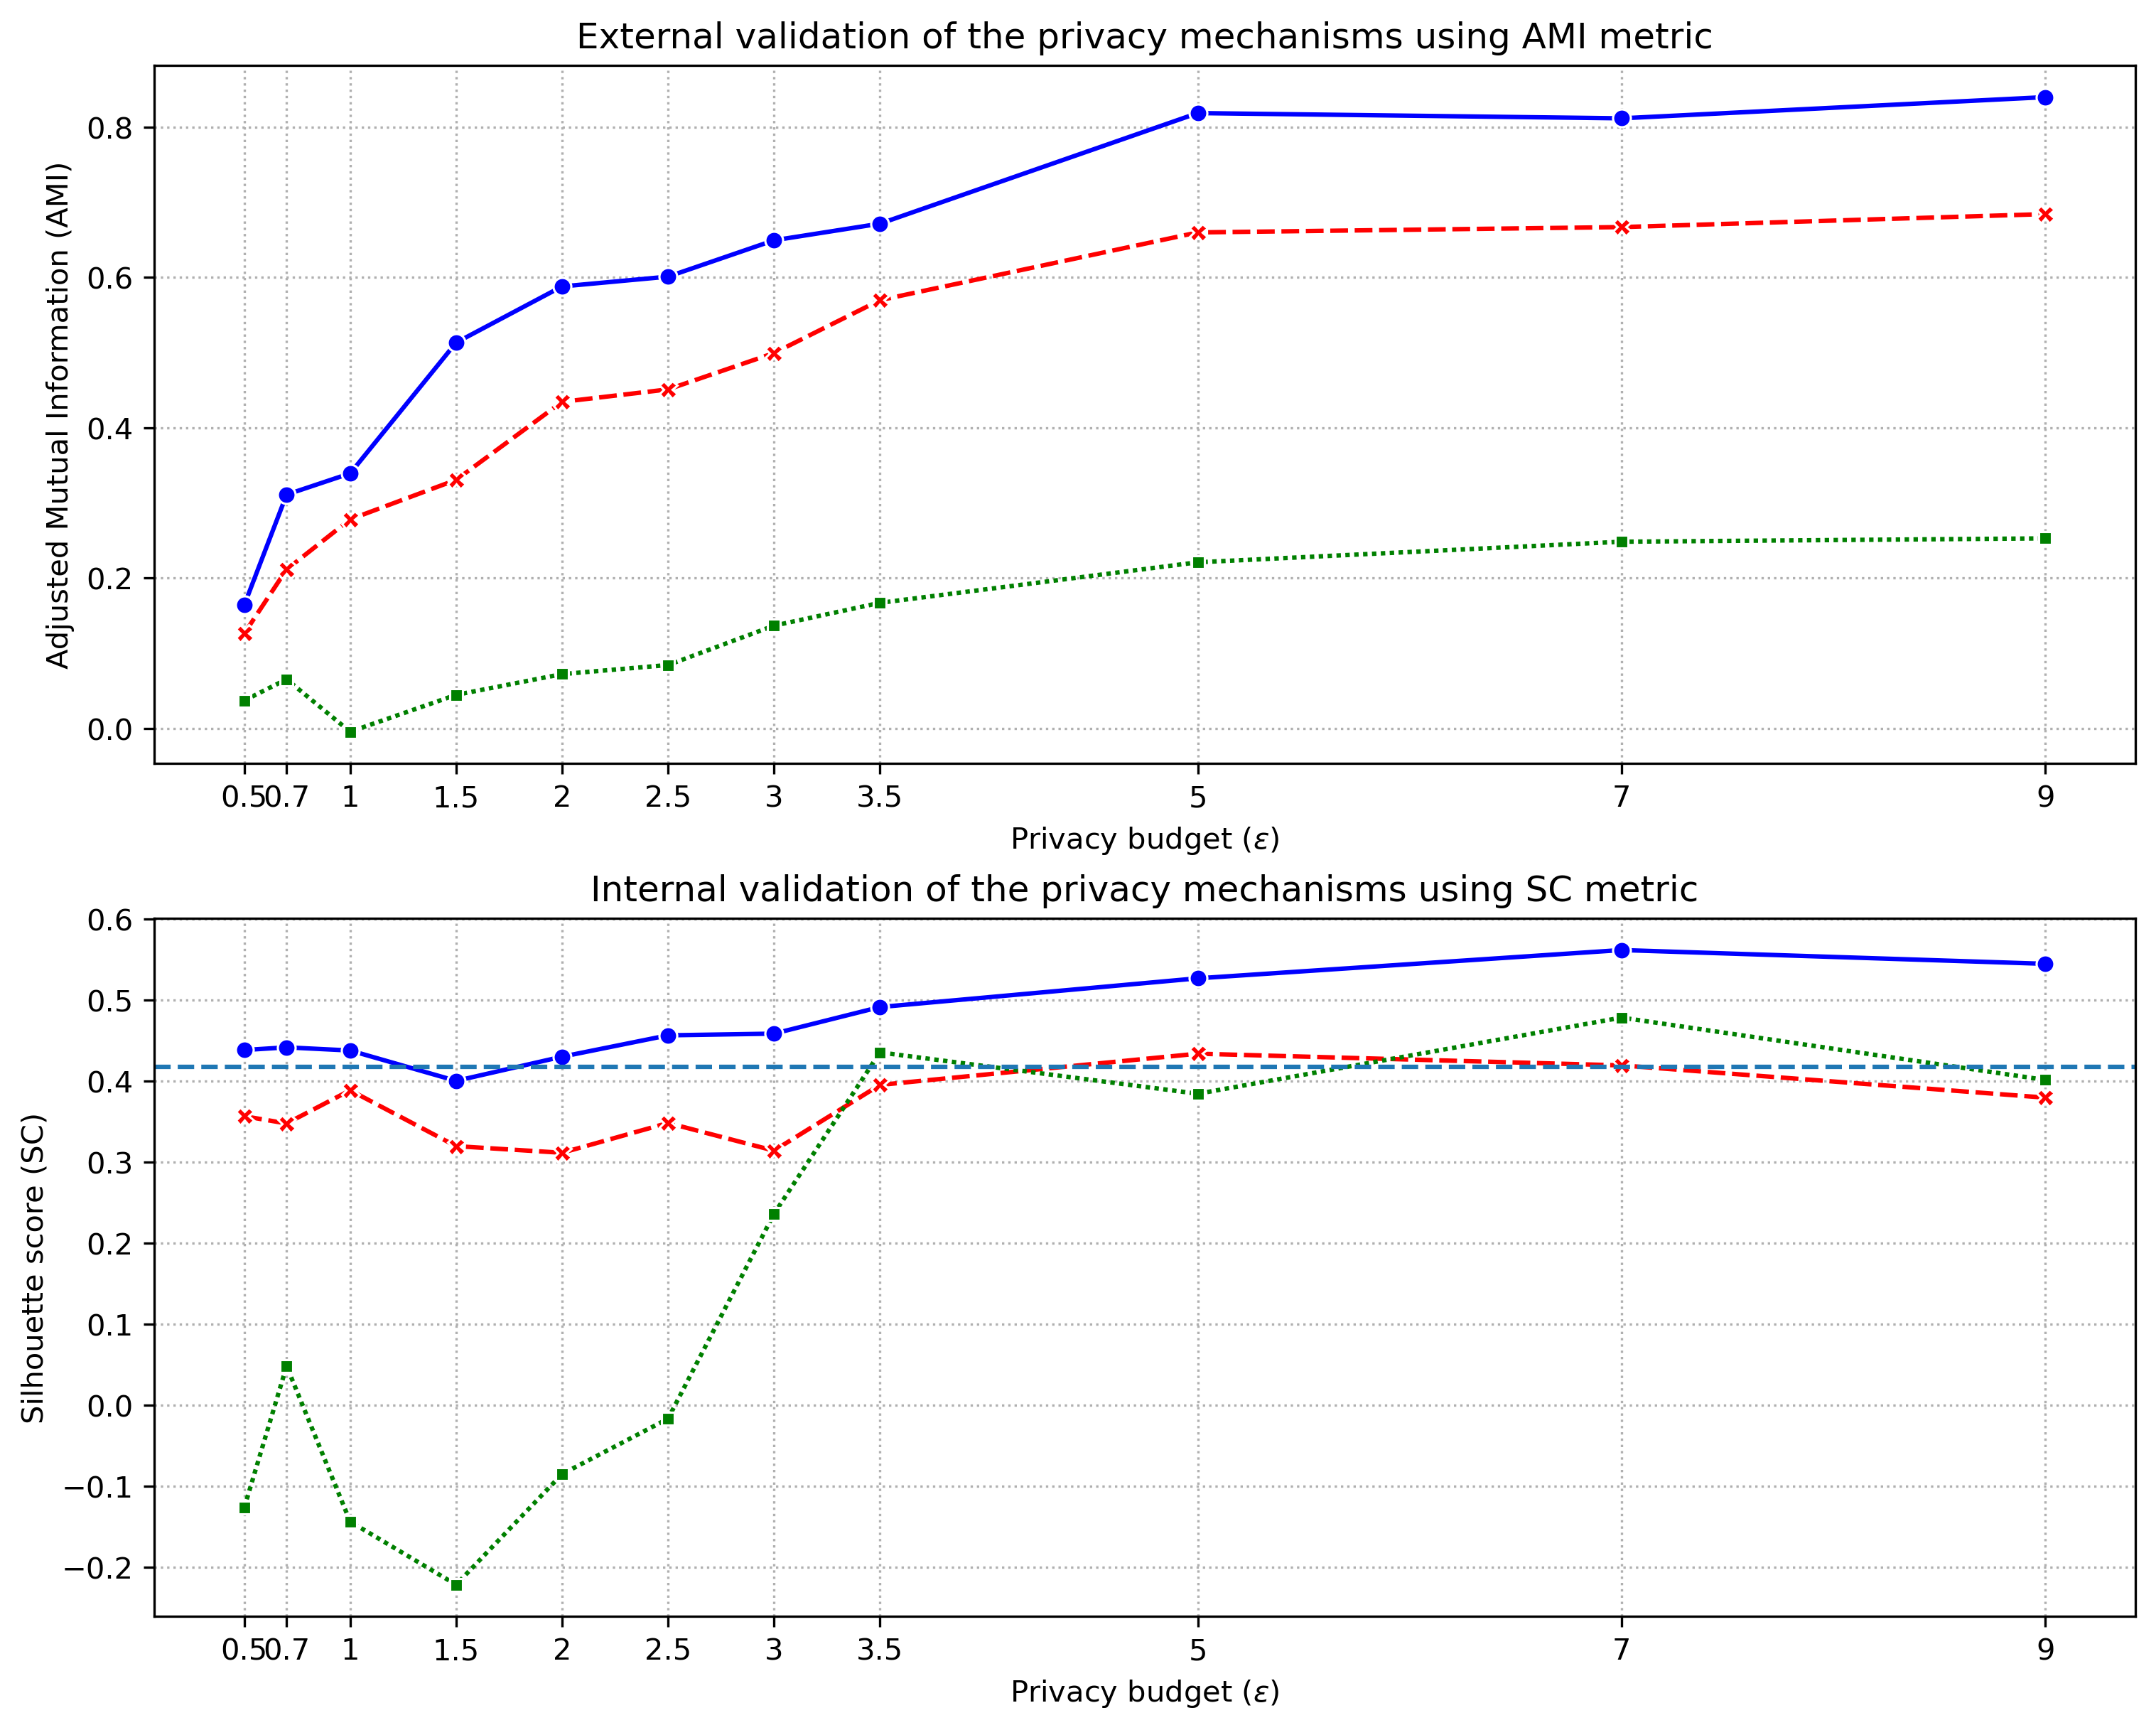 External validation of the privacy mechanisms using AMI metric
Adjusted Mutual Information (AMI)
0.8
0.6
0.4
0.2
0.0
0.5 0.7 1 1.5 2 2.5 3 3.5 5 7 9
Privacy budget (ε)
Internal validation of the privacy mechanisms using SC metric
Silhouette score (SC)
0.6
0.5
0.4
0.3
0.2
0.1
0.0
−0.1
−0.2
0.5 0.7 1 1.5 2 2.5 3 3.5 5 7 9
Privacy budget (ε)